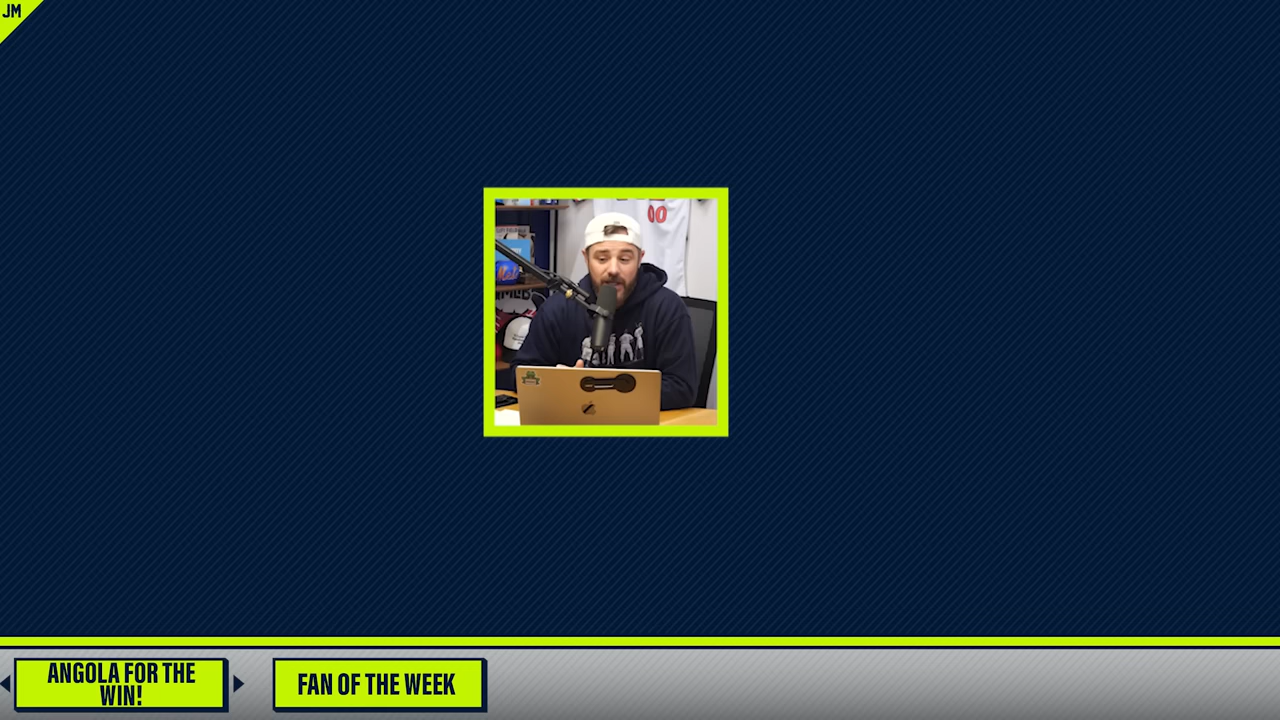 JM
00
ANGOLA FOR THE
WIN!
FAN OF THE WEEK